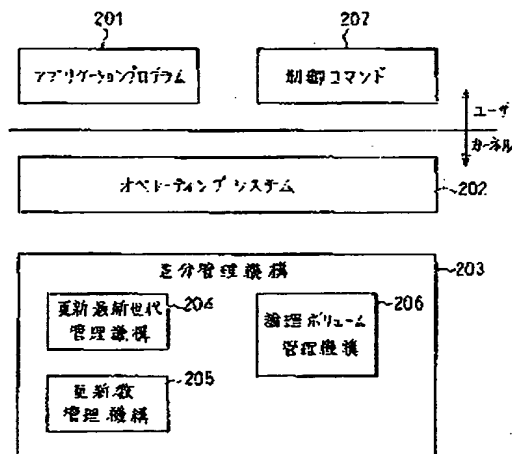 201
207
アプリケーションプログラム
制御コマンド
ユーザ
カーネル
オペレーティングシステム
202
差分管理機構
203
更新最新世代
管理機構
204
論理ボリューム
管理機構
206
更新数
管理機構
205